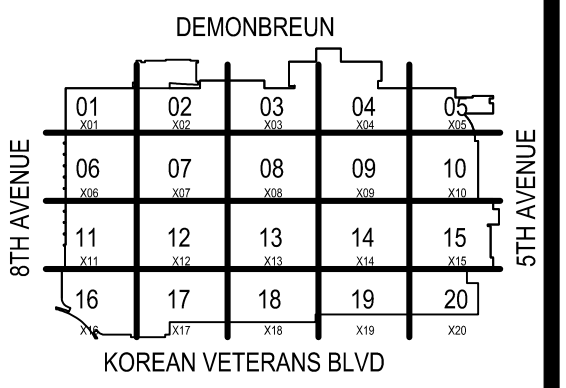 DEMONBREUN
01 02 03 04 05
X01 X02 X03 X04 X05
06 07 08 09 10
X06 X07 X08 X09 X10
11 12 13 14 15
X11 X12 X13 X14 X15
16 17 18 19 20
X16 X17 X18 X19 X20
8TH AVENUE
5TH AVENUE
KOREAN VETERANS BLVD